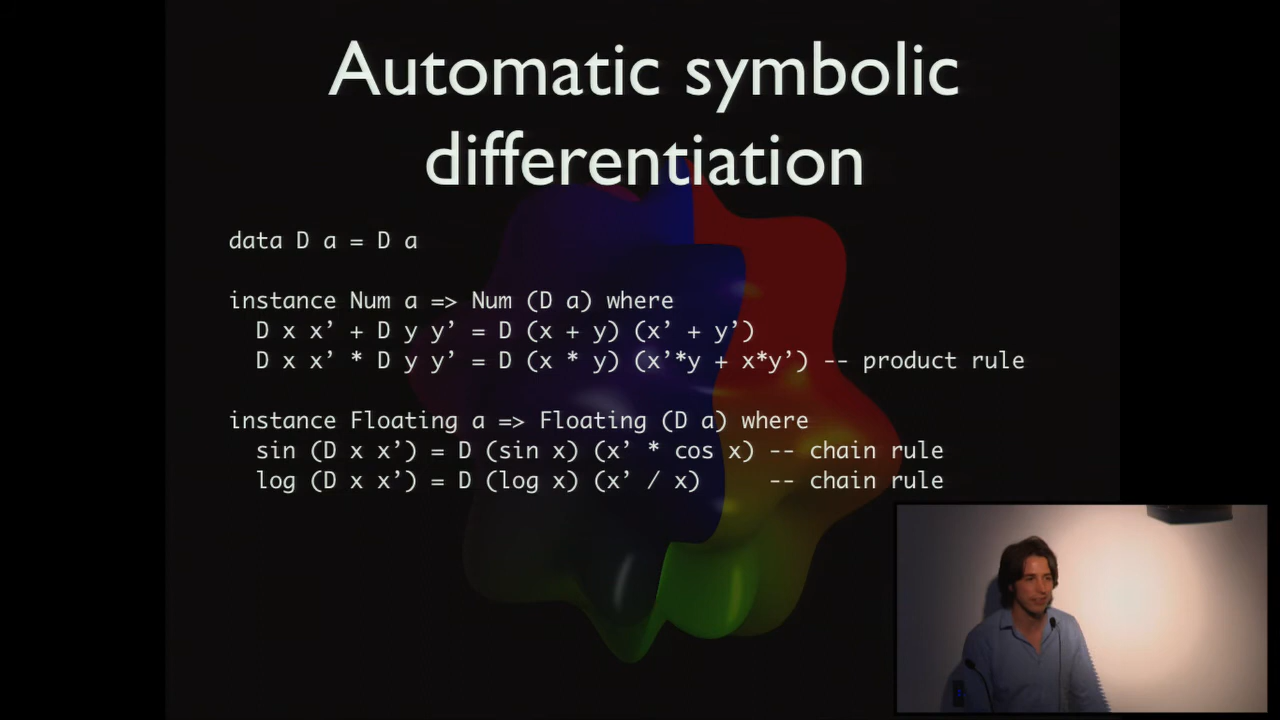 Automatic symbolic
differentiation
data D a = D a
instance Num a => Num (D a) where
D x x’ + D y y’ = D (x + y) (x’ + y’)
D x x’ * D y y’ = D (x * y) (x’*y + x*y’) -- product rule
instance Floating a => Floating (D a) where
sin (D x x’) = D (sin x) (x’ * cos x) -- chain rule
log (D x x’) = D (log x) (x’ / x) -- chain rule